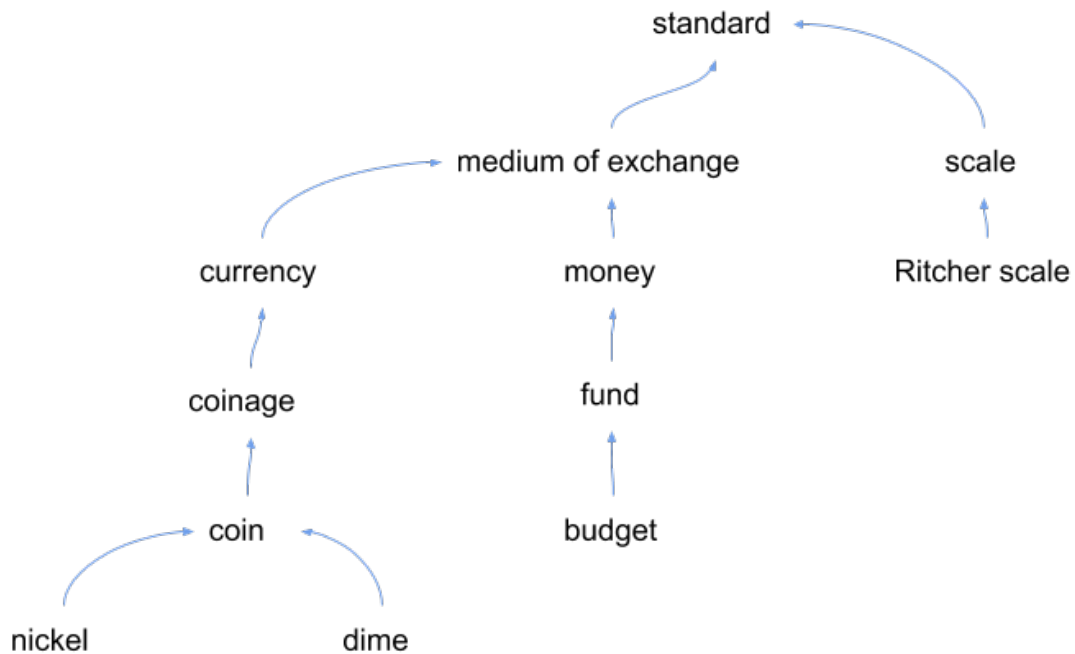 standard
medium of exchange
scale
currency
money
Ritcher scale
coinage
fund
coin
budget
nickel
dime